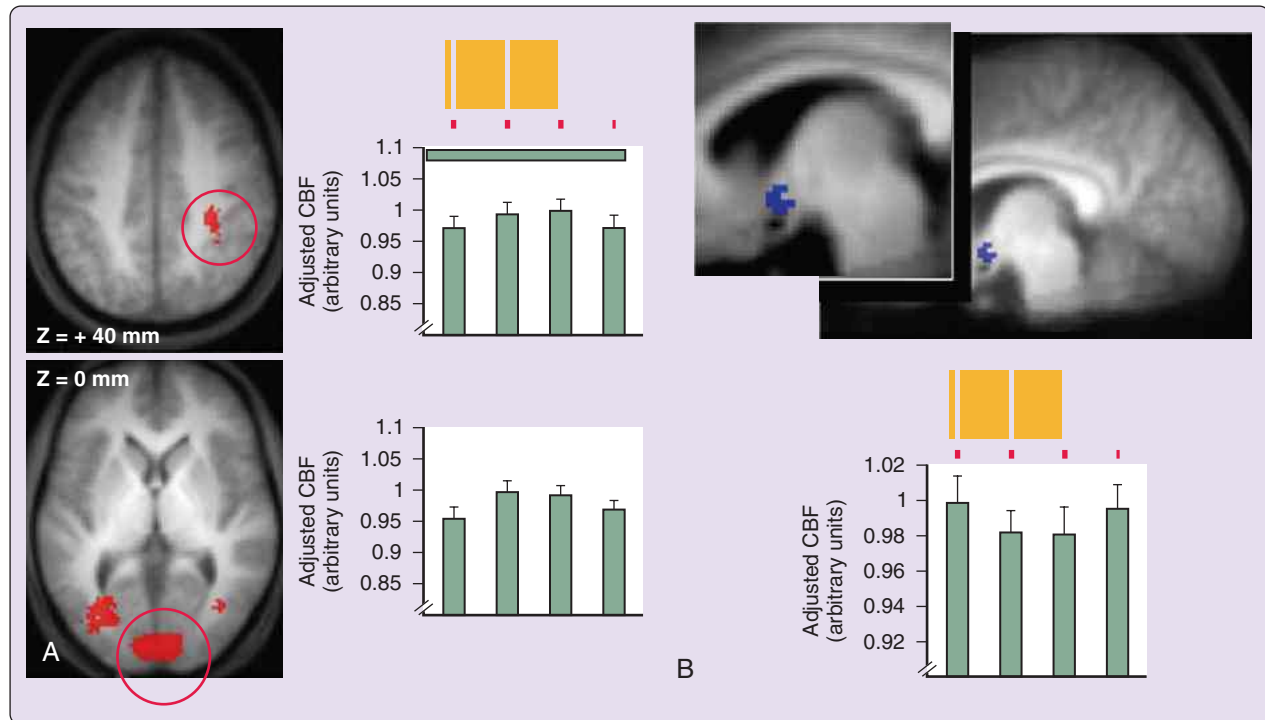 Z = + 40 mm
Adjusted CBF
(arbitrary units)
1.1
1.05
1
0.95
0.9
0.85
Z = 0 mm
A
Adjusted CBF
(arbitrary units)
1.1
1.05
1
0.95
0.9
0.85
B
Adjusted CBF
(arbitrary units)
1.02
1
0.98
0.96
0.94
0.92